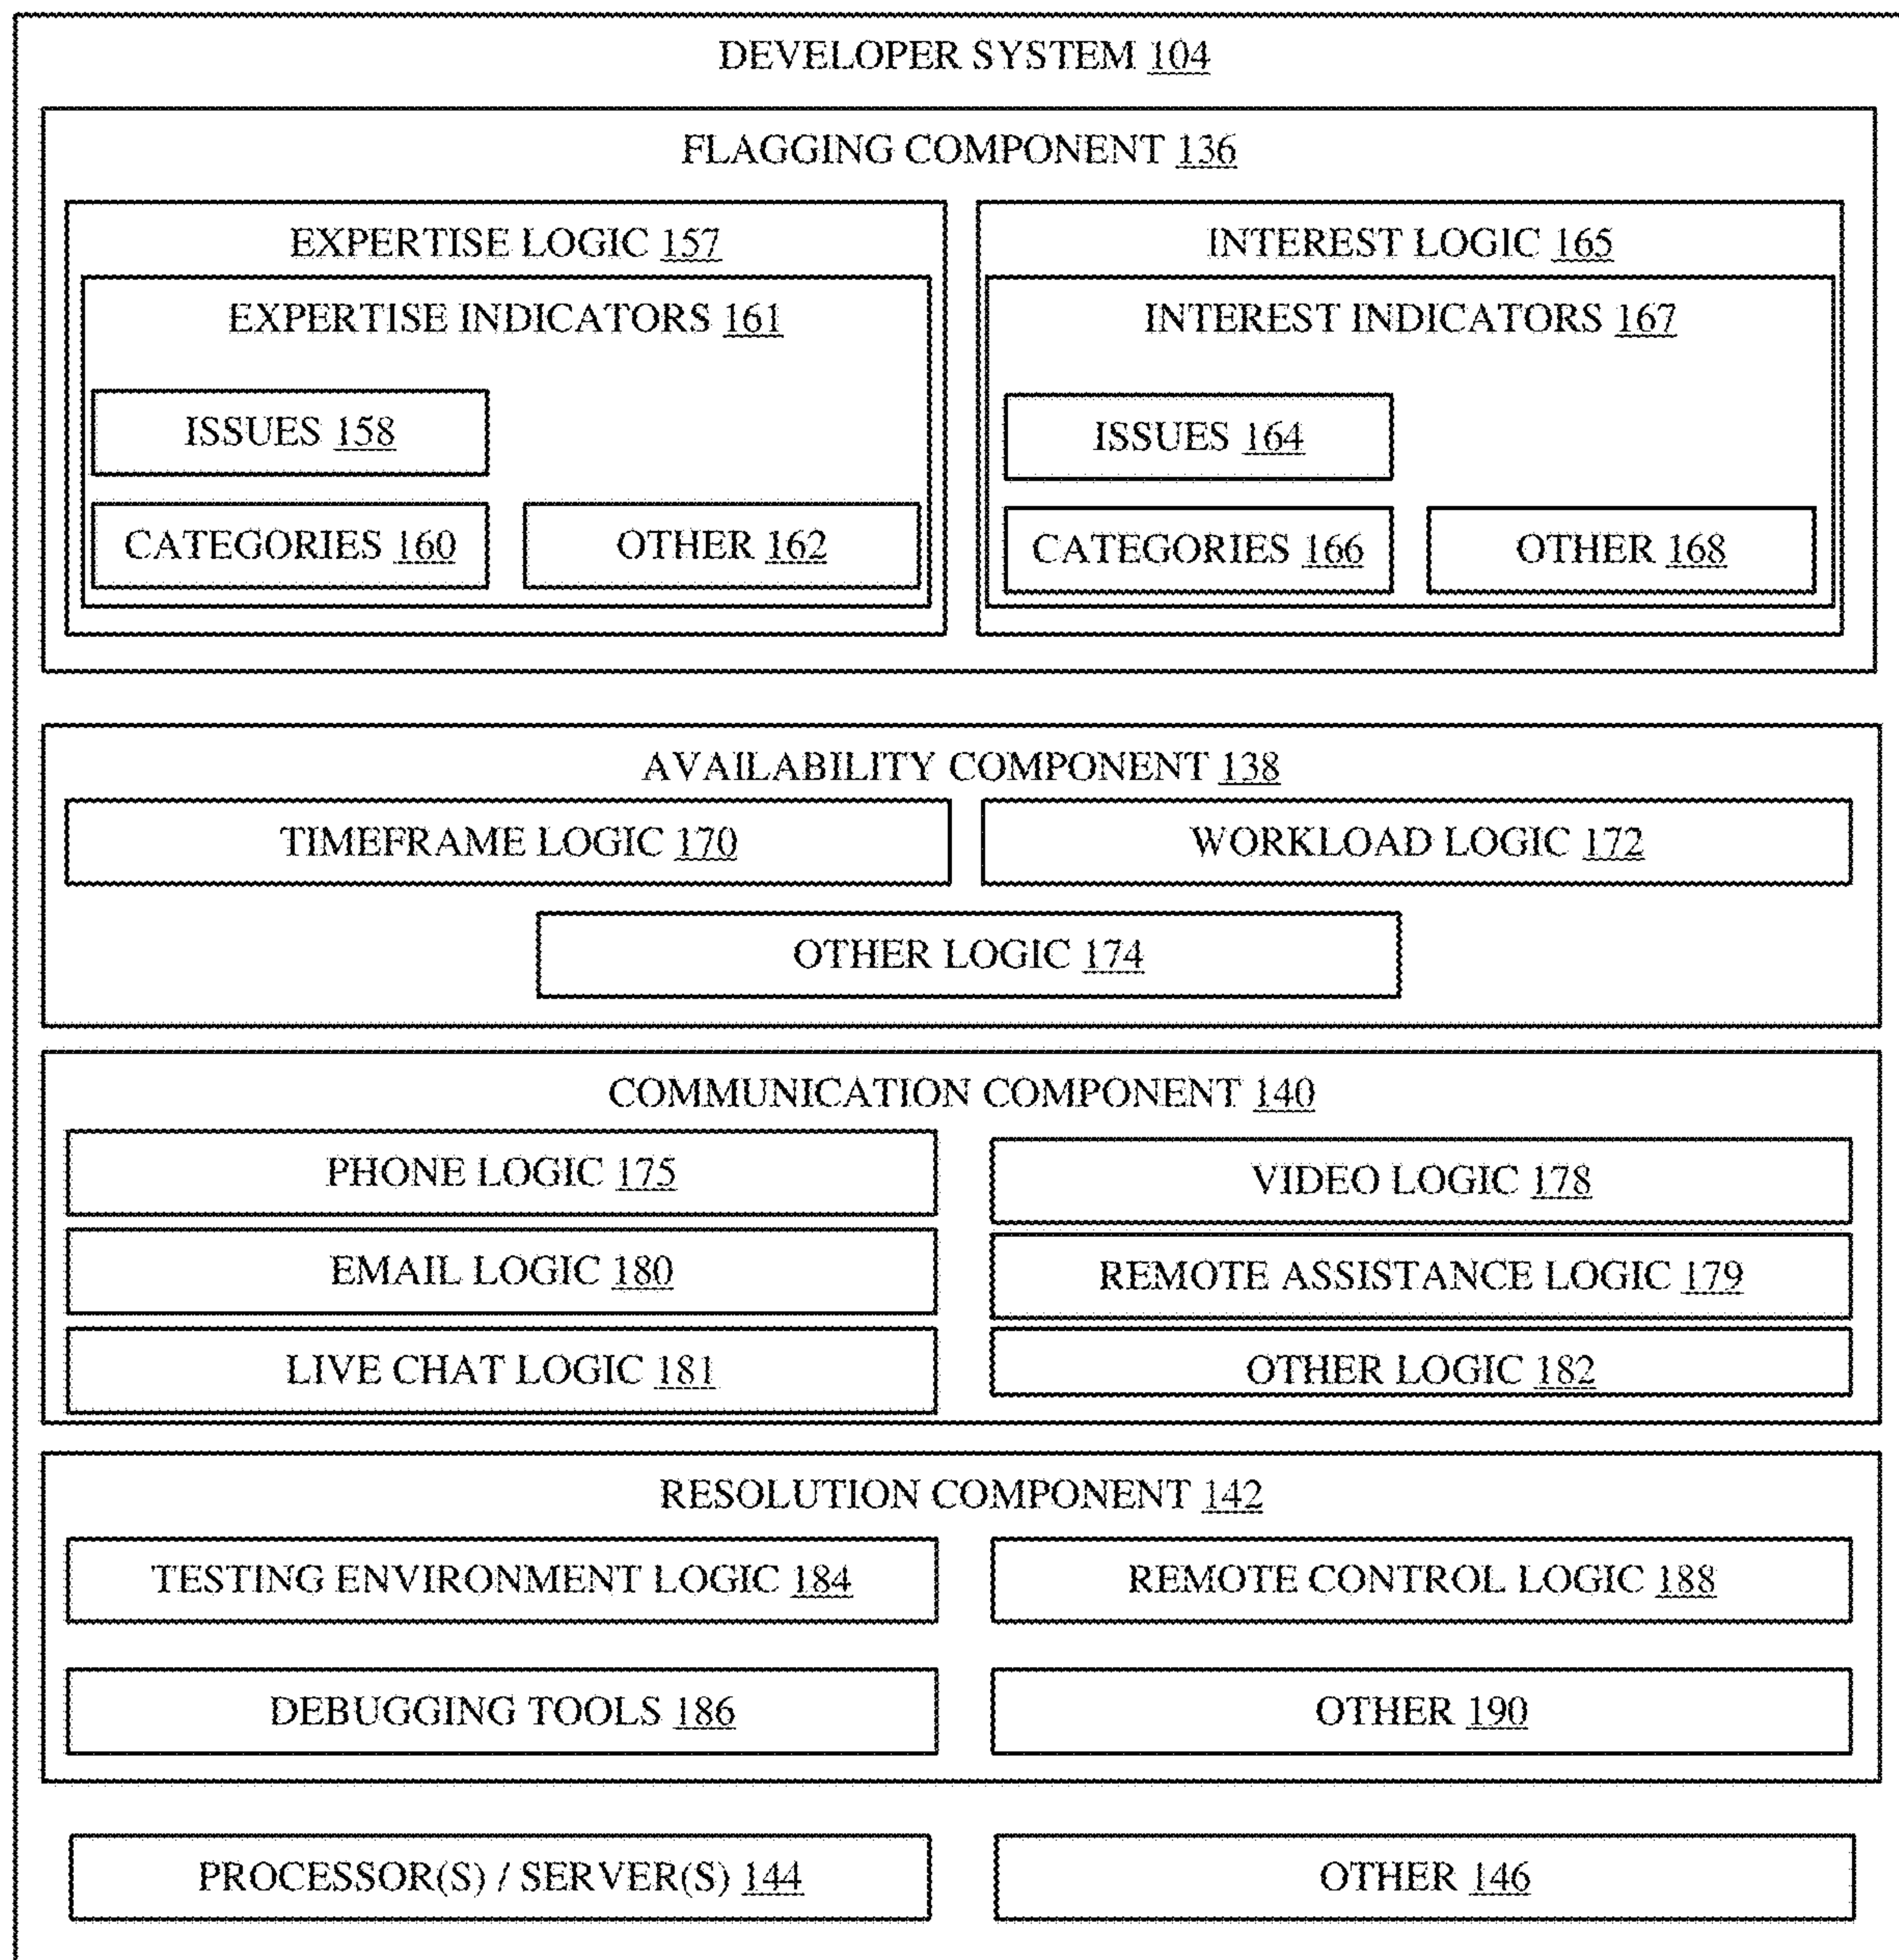 DEVELOPER SYSTEM 104
FLAGGING COMPONENT 136
EXPERTISE LOGIC 157
EXPERTISE INDICATORS 161
ISSUES 158
CATEGORIES 160
OTHER 162
INTEREST LOGIC 165
INTEREST INDICATORS 167
ISSUES 164
CATEGORIES 166
OTHER 168
AVAILABILITY COMPONENT 138
TIMEFRAME LOGIC 170
WORKLOAD LOGIC 172
OTHER LOGIC 174
COMMUNICATION COMPONENT 140
PHONE LOGIC 175
VIDEO LOGIC 178
EMAIL LOGIC 180
REMOTE ASSISTANCE LOGIC 179
LIVE CHAT LOGIC 181
OTHER LOGIC 182
RESOLUTION COMPONENT 142
TESTING ENVIRONMENT LOGIC 184
REMOTE CONTROL LOGIC 188
DEBUGGING TOOLS 186
OTHER 190
PROCESSOR(S) / SERVER(S) 144
OTHER 146